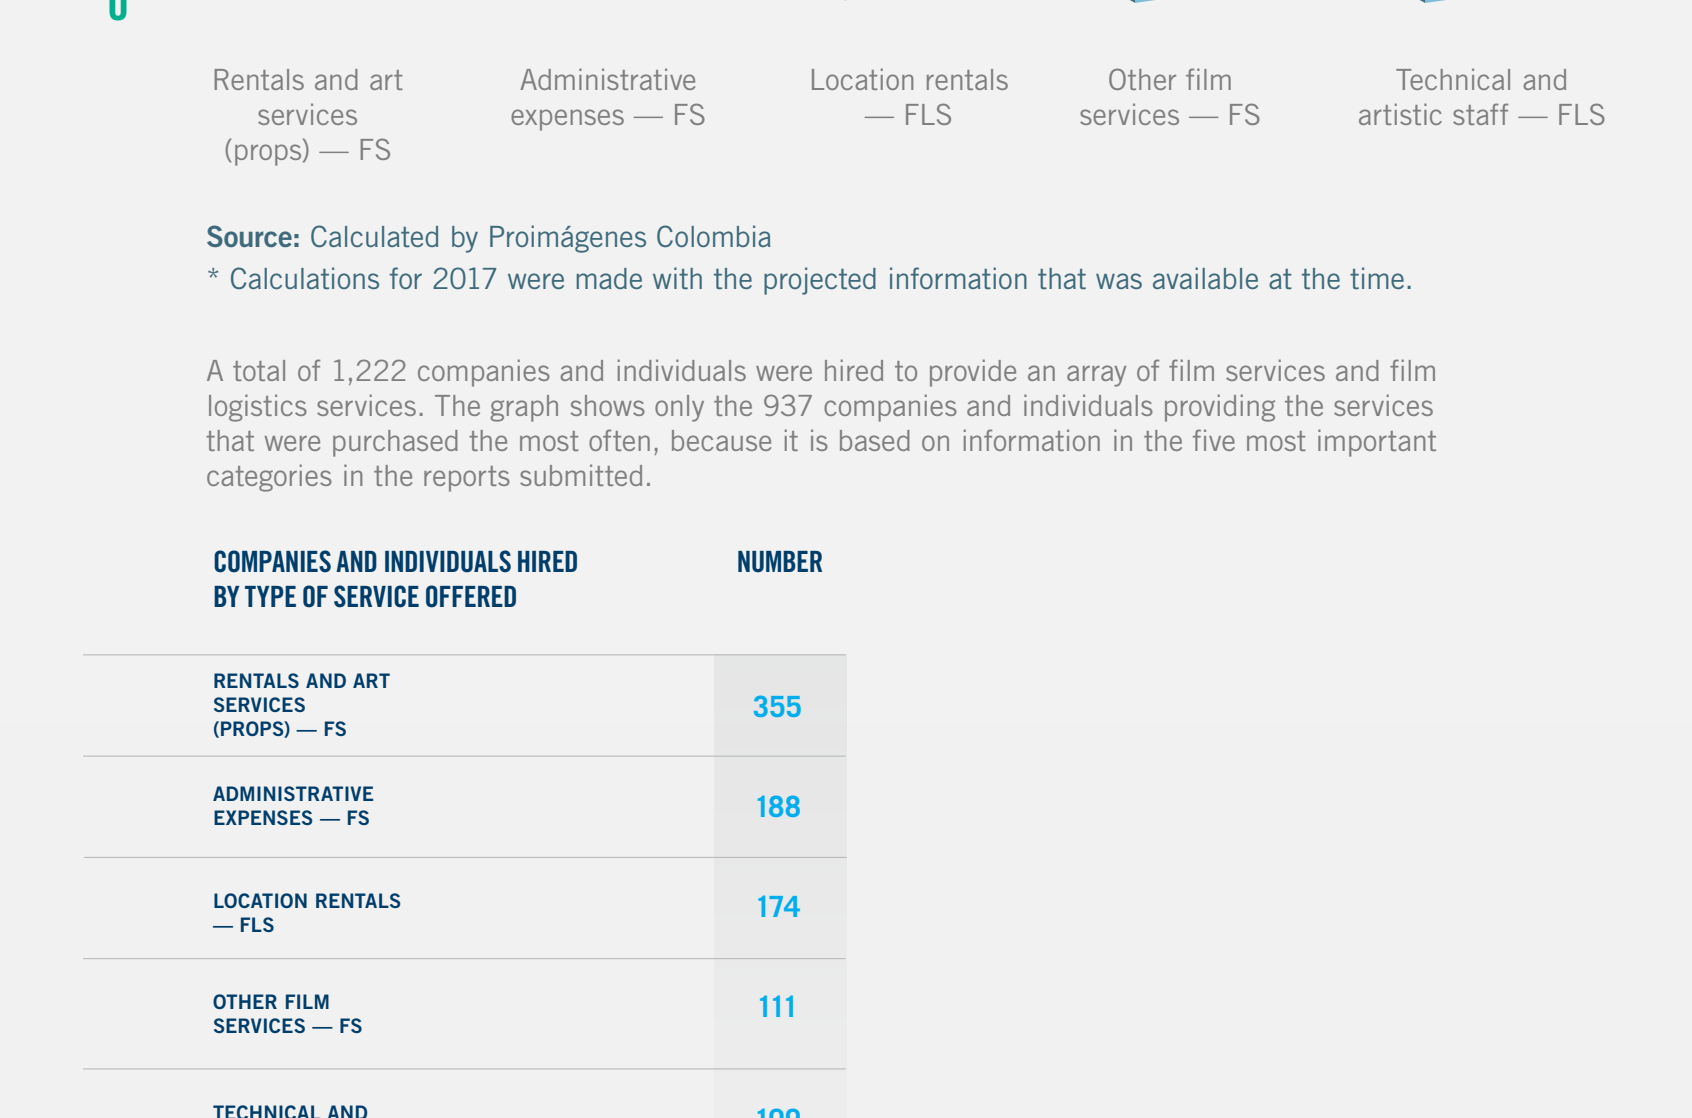 0
Rentals and art
services
(props) — FS
Administrative
expenses — FS
Location rentals
— FLS
Other film
services — FS
Technical and
artistic staff — FLS
Source: Calculated by Proimágenes Colombia
* Calculations for 2017 were made with the projected information that was available at the time.
A total of 1,222 companies and individuals were hired to provide an array of film services and film
logistics services. The graph shows only the 937 companies and individuals providing the services
that were purchased the most often, because it is based on information in the five most important
categories in the reports submitted.
COMPANIES AND INDIVIDUALS HIRED
BY TYPE OF SERVICE OFFERED
NUMBER
RENTALS AND ART
SERVICES
(PROPS) — FS
355
ADMINISTRATIVE
EXPENSES — FS
188
LOCATION RENTALS
— FLS
174
OTHER FILM
SERVICES — FS
111
TECHNICAL AND
109